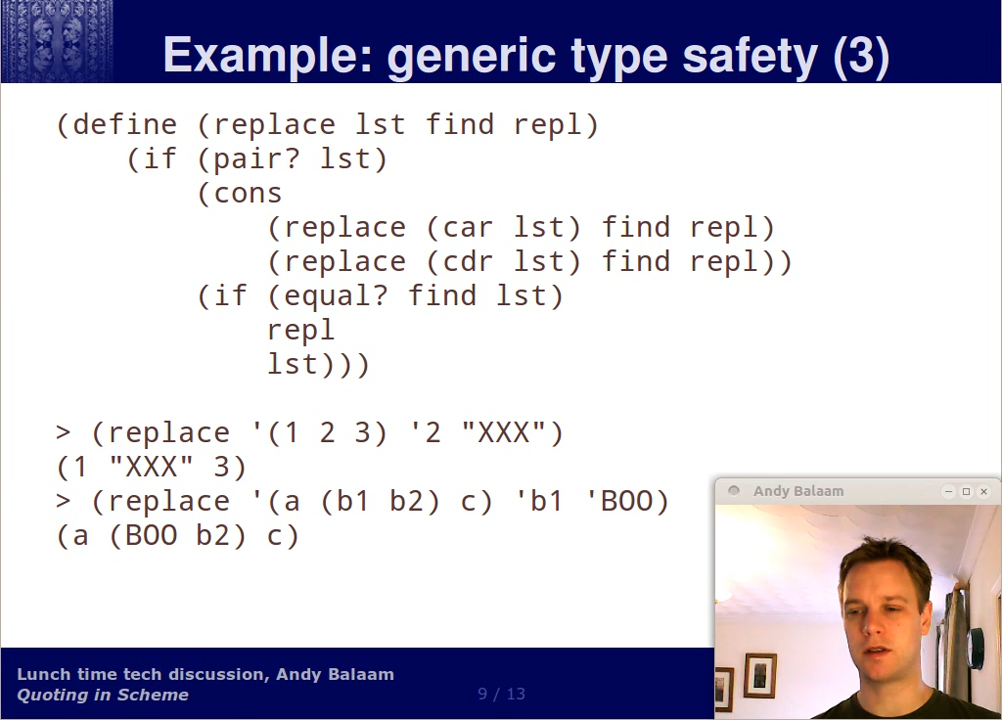 Example: generic type safety (3)
(define (replace lst find repl)
    (if (pair? lst)
        (cons
            (replace (car lst) find repl)
            (replace (cdr lst) find repl))
        (if (equal? find lst)
            repl
            lst)))
> (replace '(1 2 3) '2 "XXX")
(1 "XXX" 3)
> (replace '(a (b1 b2) c) 'b1 'BOO)
(a (BOO b2) c)
Andy Balaam
Lunch time tech discussion, Andy Balaam
Quoting in Scheme
9 / 13